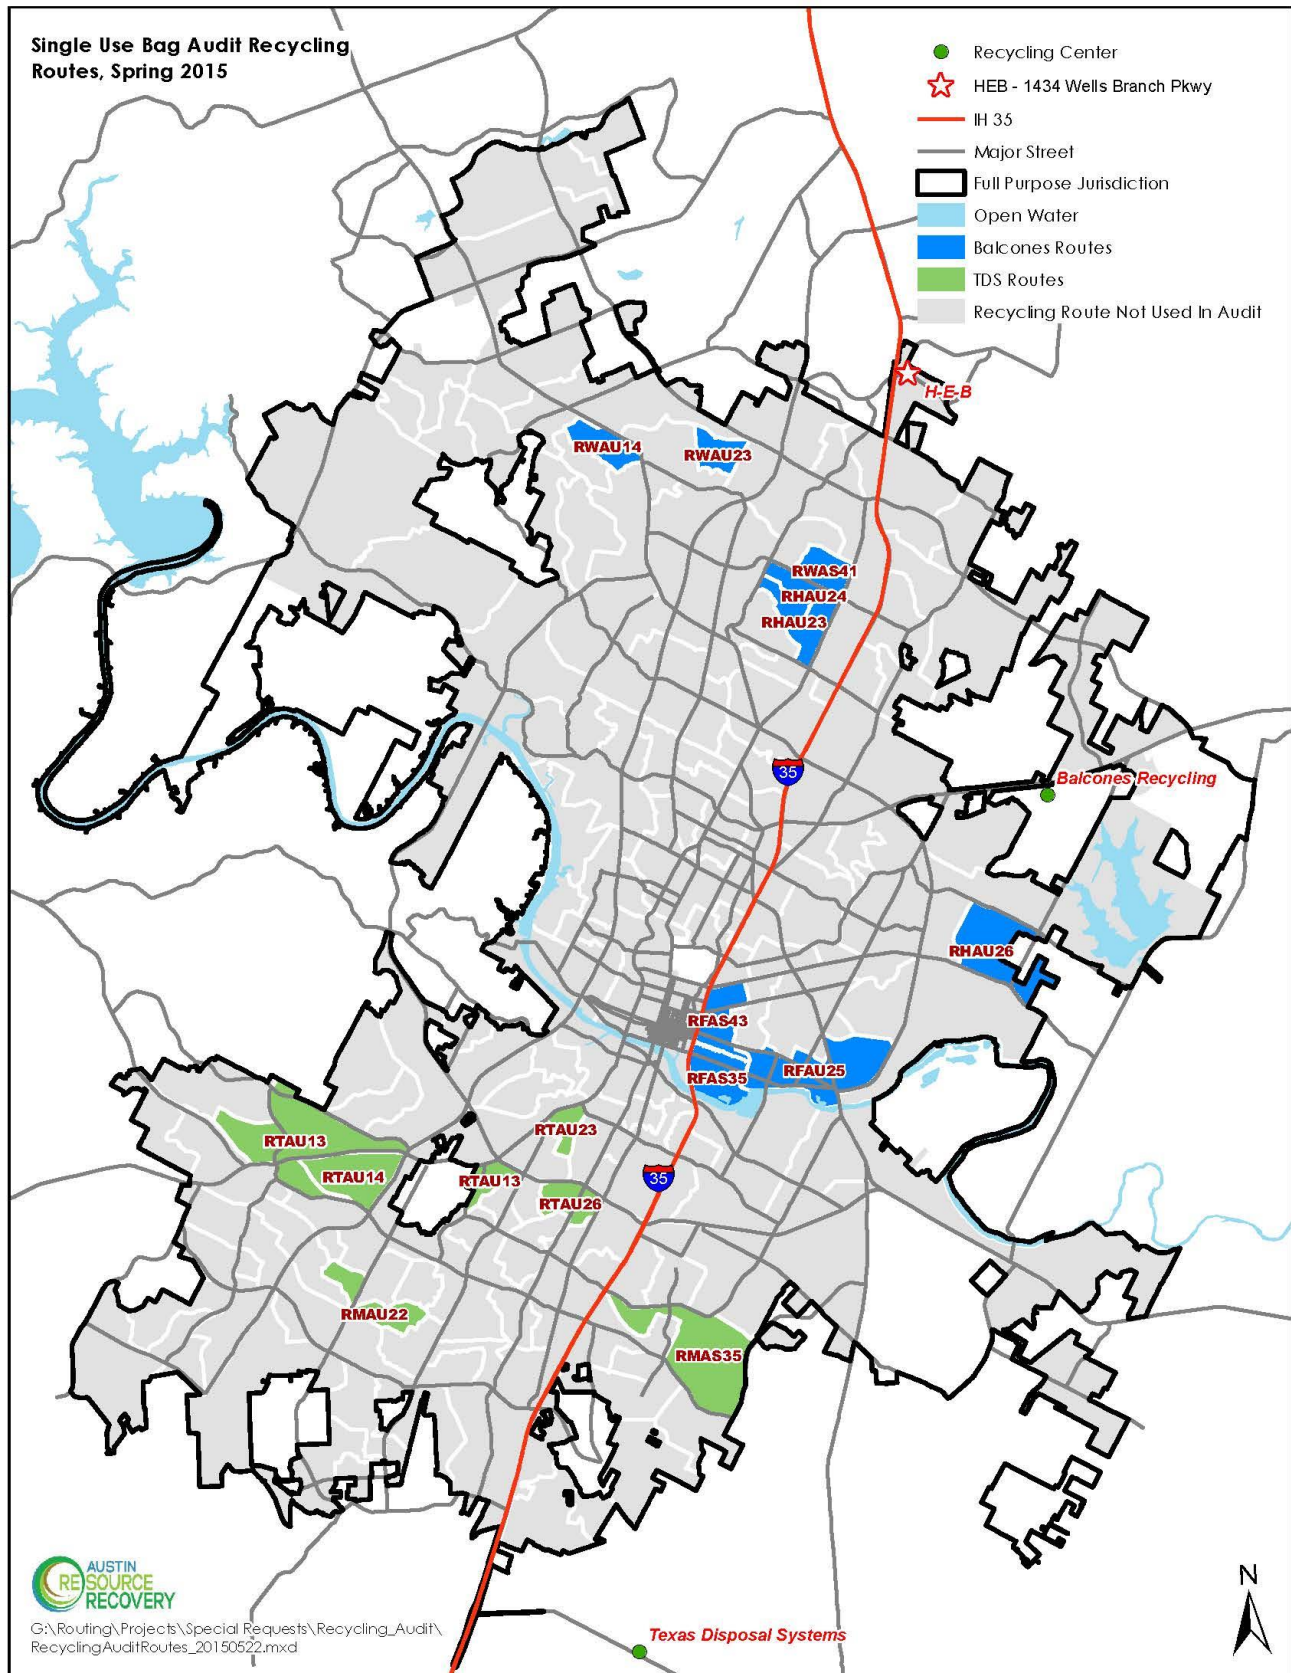 Single Use Bag Audit Recycling
Routes, Spring 2015
Recycling Center
HEB - 1434 Wells Branch Pkwy
IH 35
Major Street
Full Purpose Jurisdiction
Open Water
Balcones Routes
TDS Routes
Recycling Route Not Used In Audit
H-E-B
RWAU14
RWAU23
RWAS41
RHAU24
RHAU23
35
Balcones Recycling
RHAU26
RFAS43
RFAS35
RFAU25
RTAU23
RTAU13
RTAU14
RTAU13
35
RTAU26
RMAU22
RMAS35
AUSTIN
RESOURCE
RECOVERY
N
G:\Routing\Projects\Special Requests\Recycling_Audit\
RecyclingAuditRoutes_20150522.mxd
Texas Disposal Systems